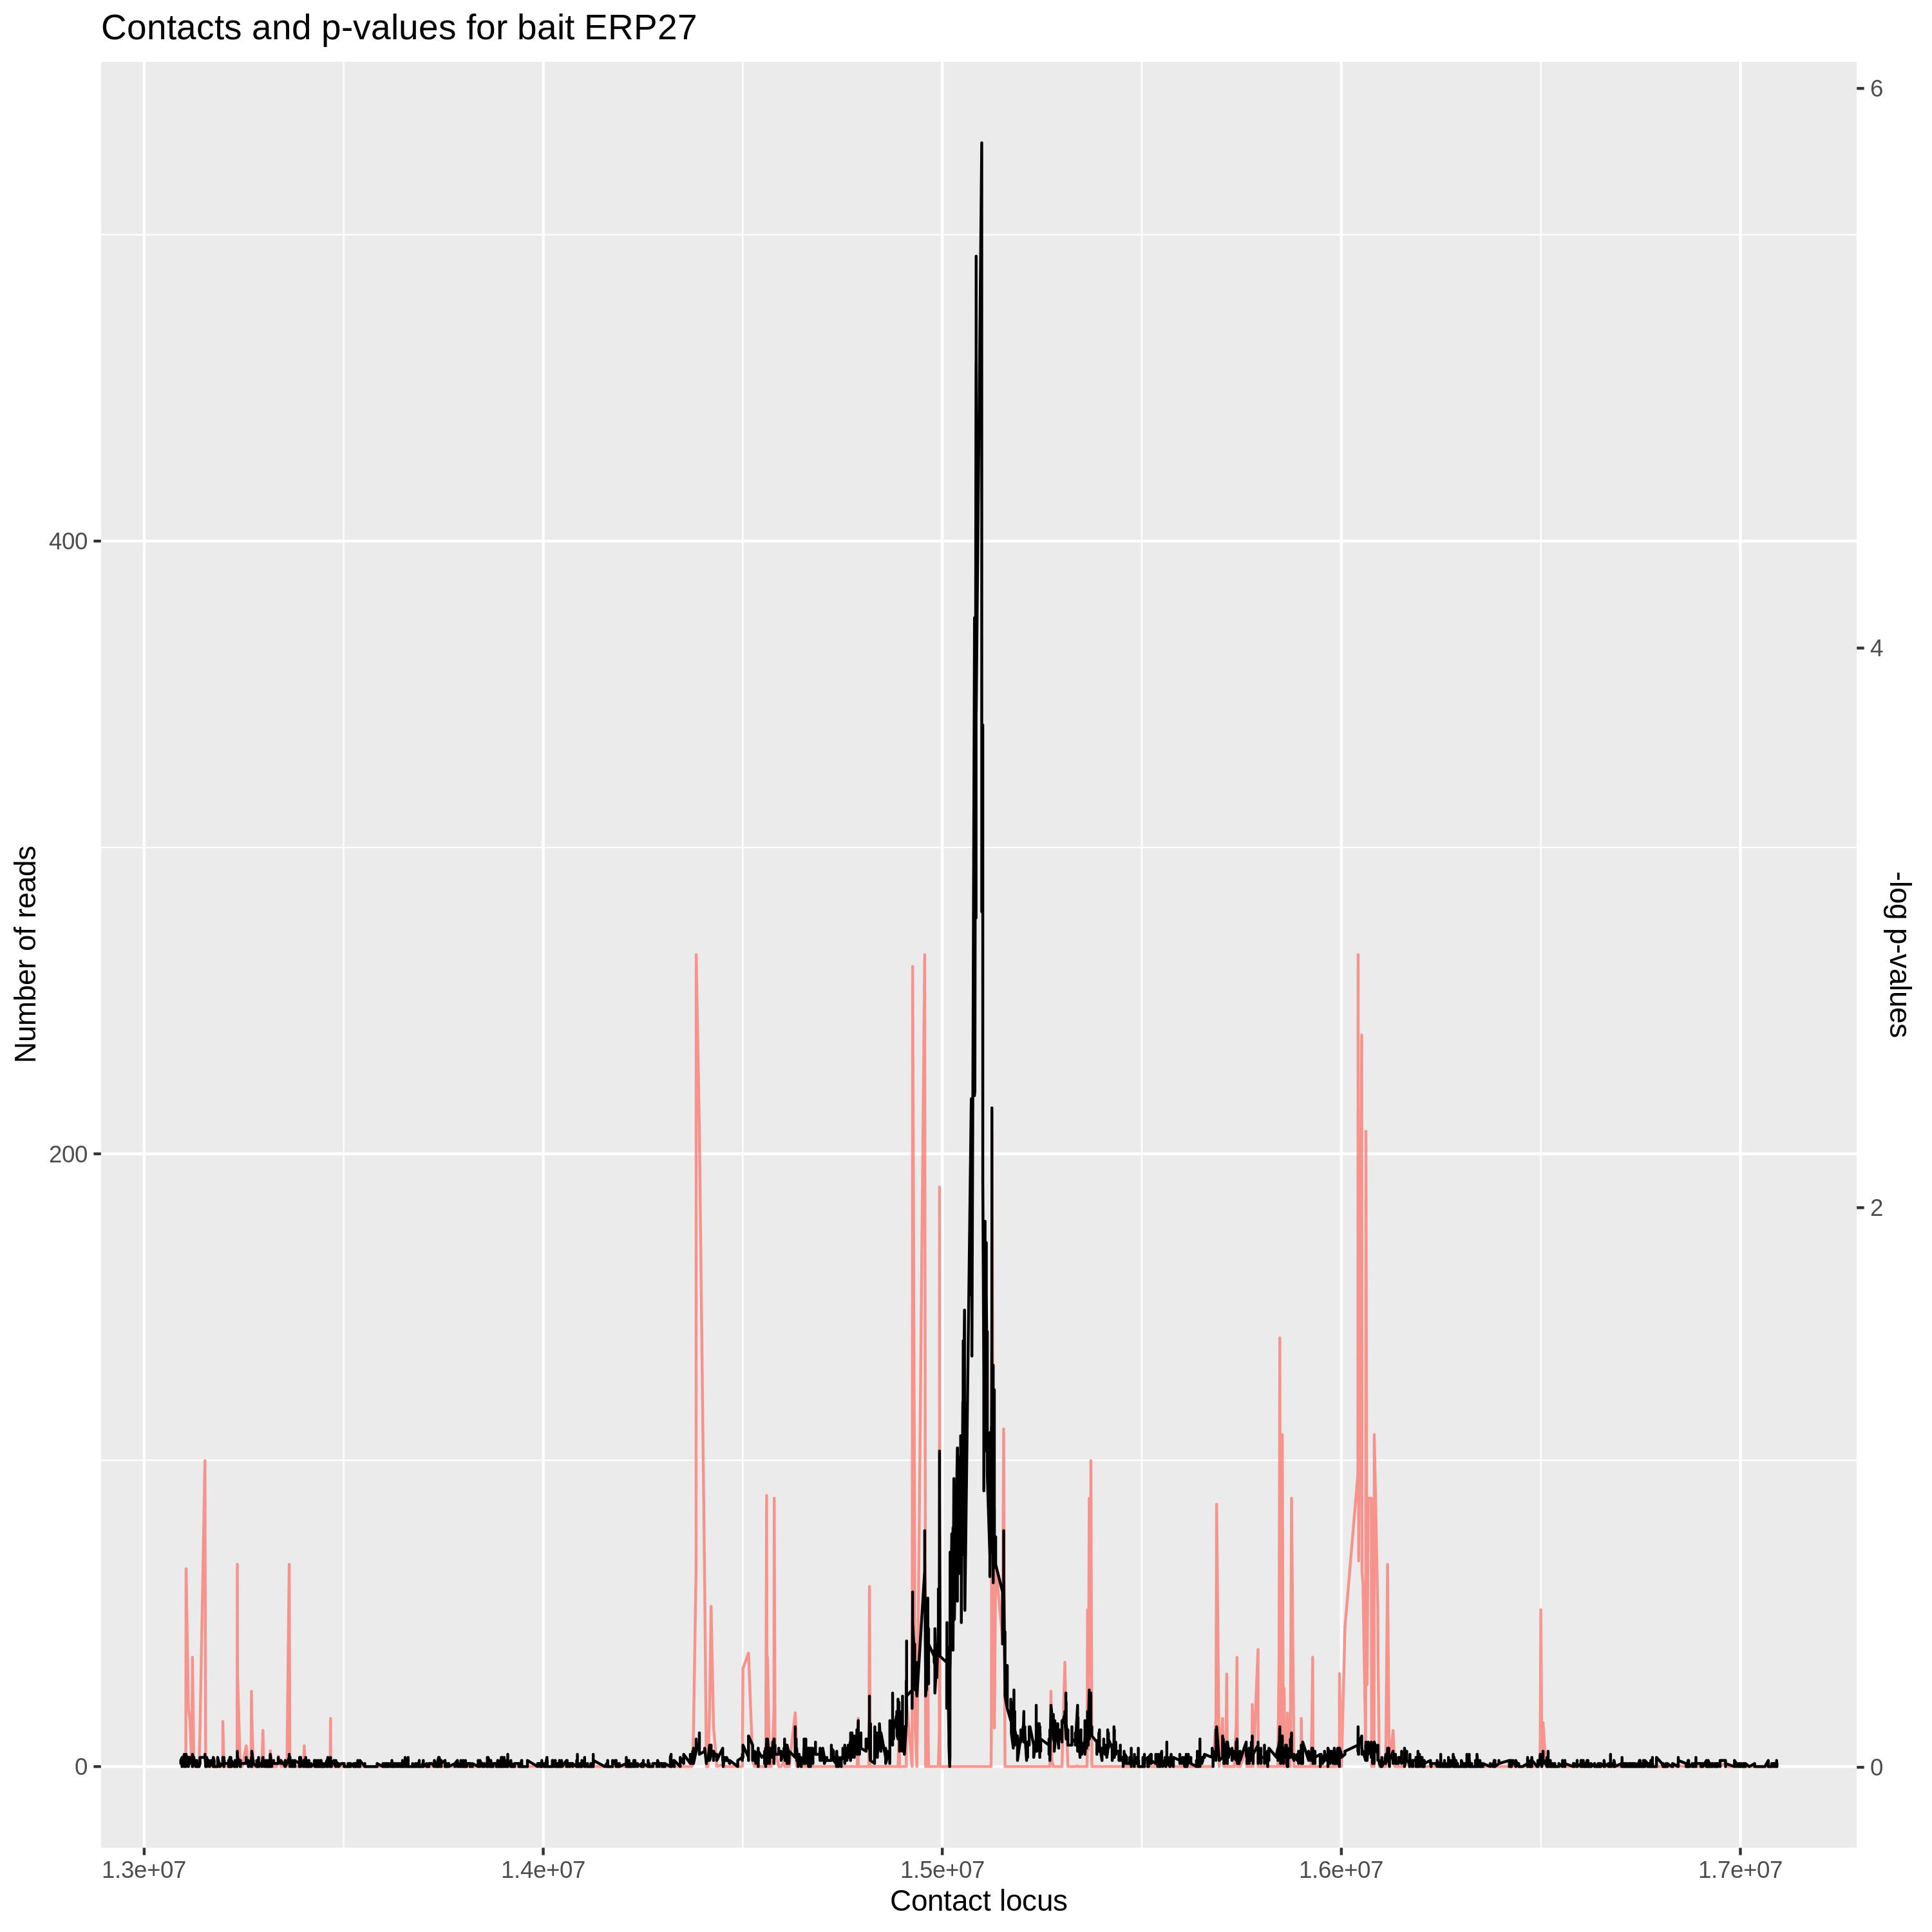 Contacts and p-values for bait ERP27
6
400
4
Number of reads
-log p-values
200
2
0
0
1.3e+07
1.4e+07
1.5e+07
1.6e+07
1.7e+07
Contact locus